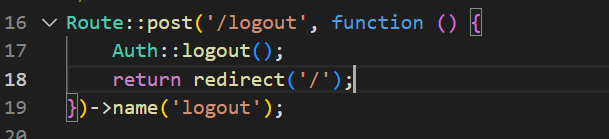 16 Route::post('/logout', function () {
17     Auth::logout();
18     return redirect('/');
19 })->name('logout');
20